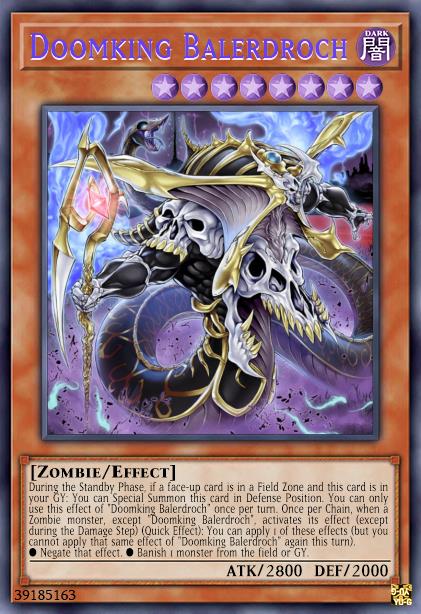 DOOMKING BALERDROCH
DARK
闇
[ZOMBIE/EFFECT]
During the Standby Phase, if a face-up card is in a Field Zone and this card is in
your GY: You can Special Summon this card in Defense Position. You can only
use this effect of "Doomking Balerdroch" once per turn. Once per Chain, when a
Zombie monster, except "Doomking Balerdroch", activates its effect (except
during the Damage Step) (Quick Effect): You can apply 1 of these effects (but you
cannot apply that same effect of "Doomking Balerdroch" again this turn).
● Negate that effect. ● Banish 1 monster from the field or GY.
ATK/2800 DEF/2000
39185163